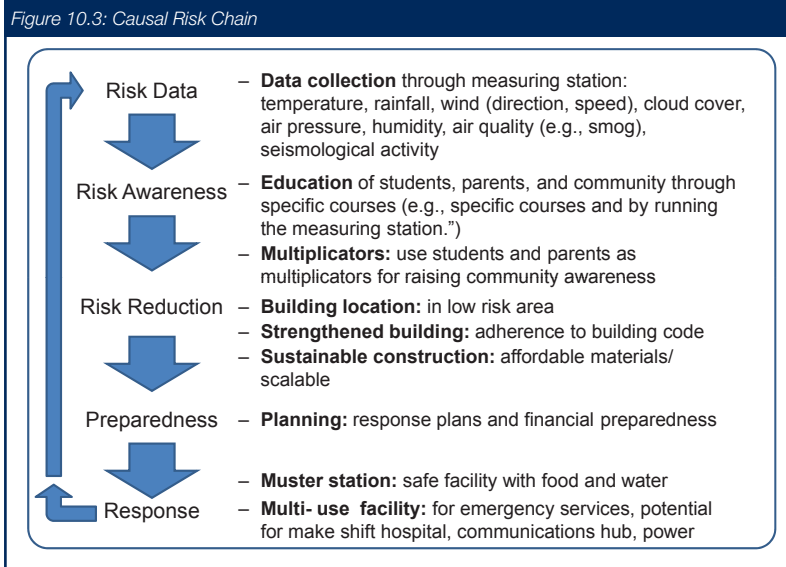 Figure 10.3: Causal Risk Chain
Risk Data
– Data collection through measuring station:
temperature, rainfall, wind (direction, speed), cloud cover,
air pressure, humidity, air quality (e.g., smog),
seismological activity
Risk Awareness
– Education of students, parents, and community through
specific courses (e.g., specific courses and by running
the measuring station.”)
– Multiplicators: use students and parents as
multiplicators for raising community awareness
Risk Reduction
– Building location: in low risk area
– Strengthened building: adherence to building code
– Sustainable construction: affordable materials/
scalable
Preparedness
– Planning: response plans and financial preparedness
Response
– Muster station: safe facility with food and water
– Multi- use facility: for emergency services, potential
for make shift hospital, communications hub, power